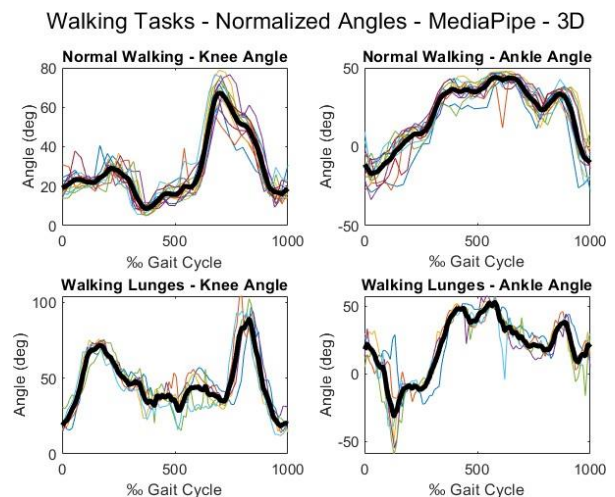 Walking Tasks - Normalized Angles - MediaPipe - 3D
Normal Walking - Knee Angle
80
60
40
20
0
Angle (deg)
0
500
1000
‰ Gait Cycle
Normal Walking - Ankle Angle
50
0
-50
Angle (deg)
0
500
1000
‰ Gait Cycle
Walking Lunges - Knee Angle
100
50
0
Angle (deg)
0
500
1000
‰ Gait Cycle
Walking Lunges - Ankle Angle
50
0
-50
Angle (deg)
0
500
1000
‰ Gait Cycle